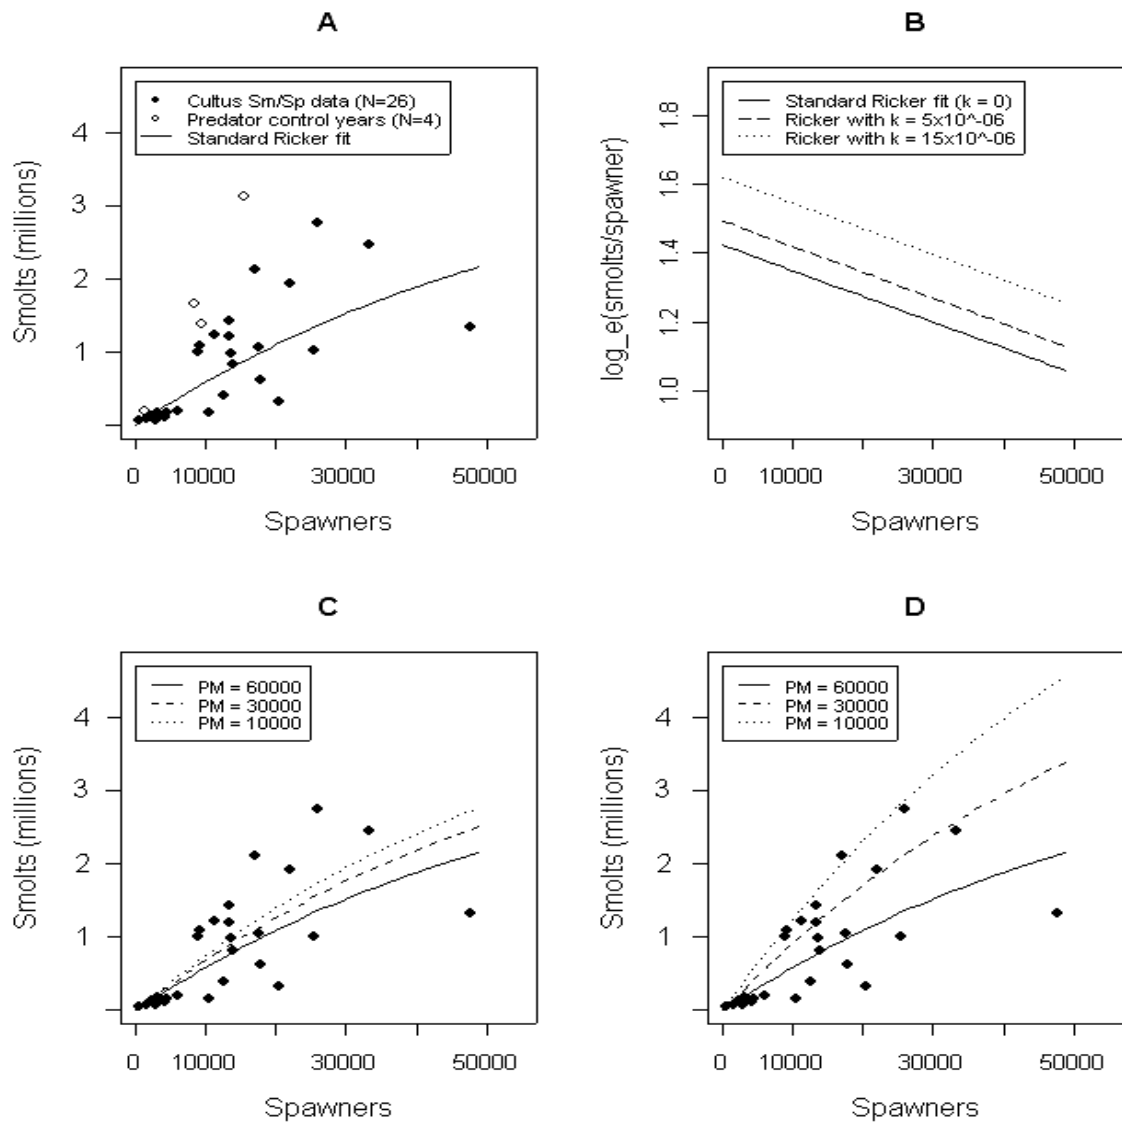 A
Cultus Sm/Sp data (N=26)
Predator control years (N=4)
Standard Ricker fit
Smolts (millions)
4
3
2
1
0 10000 30000 50000
Spawners
B
Standard Ricker fit (k = 0)
Ricker with k = 5x10^-06
Ricker with k = 15x10^-06
log_e(smolts/spawner)
1.8
1.6
1.4
1.2
1.0
0 10000 30000 50000
Spawners
C
PM = 60000
PM = 30000
PM = 10000
Smolts (millions)
4
3
2
1
0 10000 30000 50000
Spawners
D
PM = 60000
PM = 30000
PM = 10000
Smolts (millions)
4
3
2
1
0 10000 30000 50000
Spawners